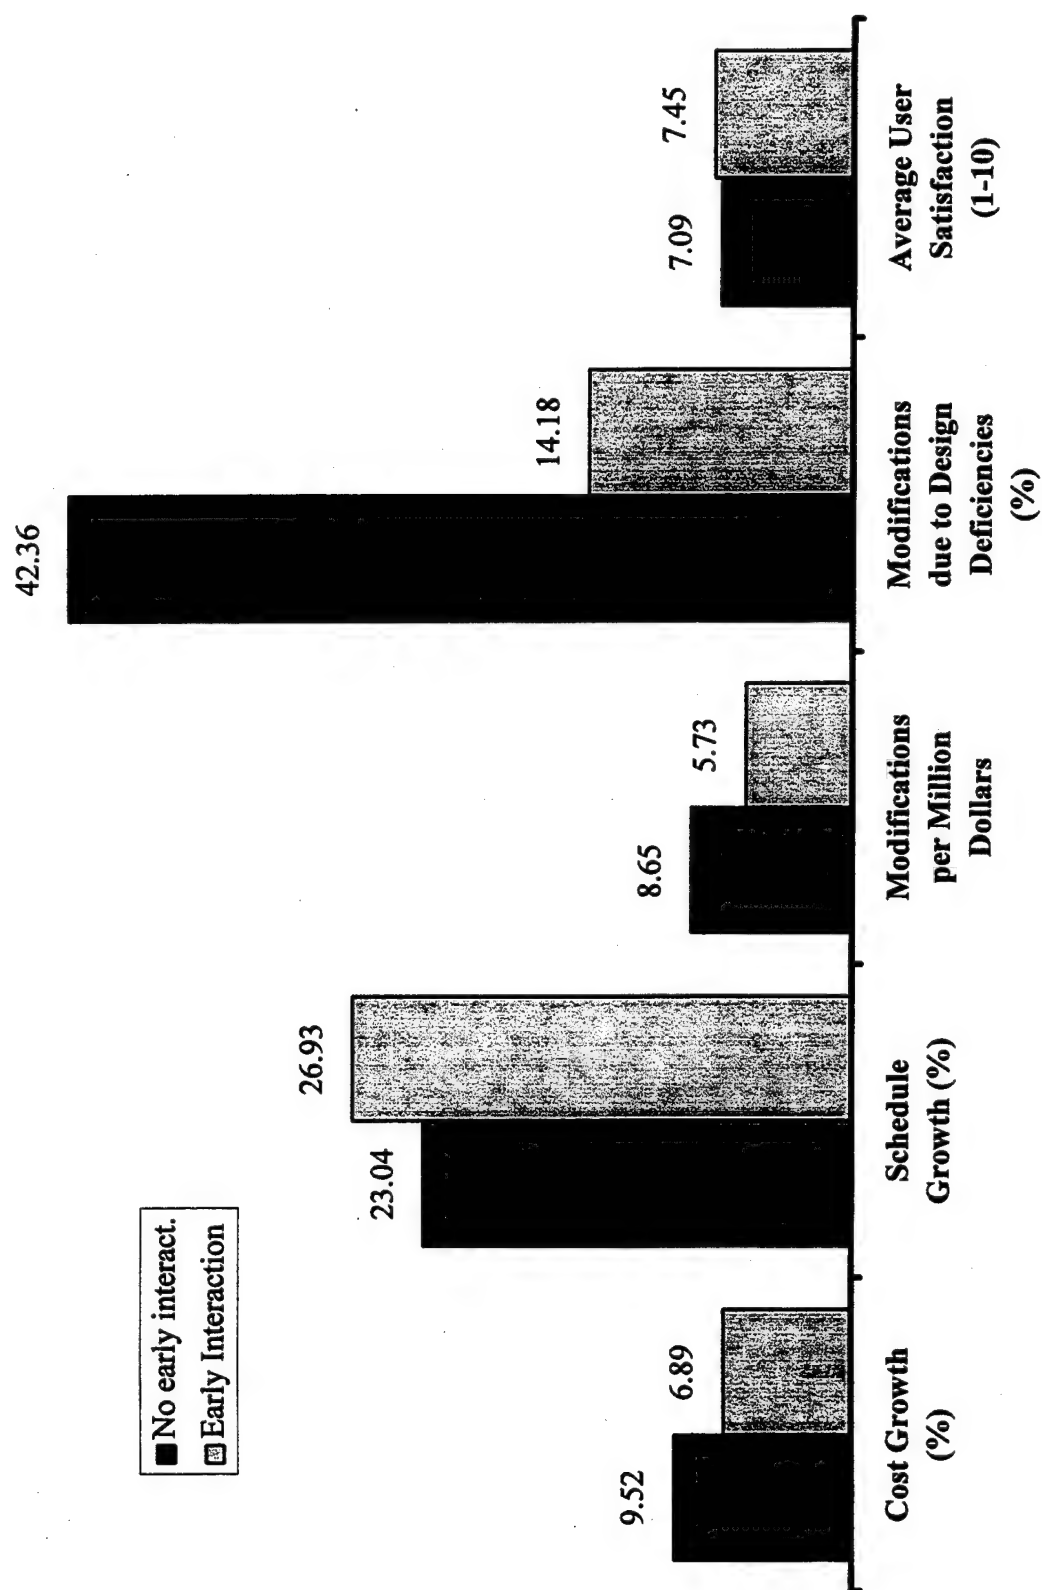 No early interact.
Early Interaction
9.52
6.89
23.04
26.93
8.65
5.73
42.36
14.18
7.09
7.45
Cost Growth
(%)
Schedule
Growth (%)
Modifications
per Million
Dollars
Modifications
due to Design
Deficiencies
(%)
Average User
Satisfaction
(1-10)